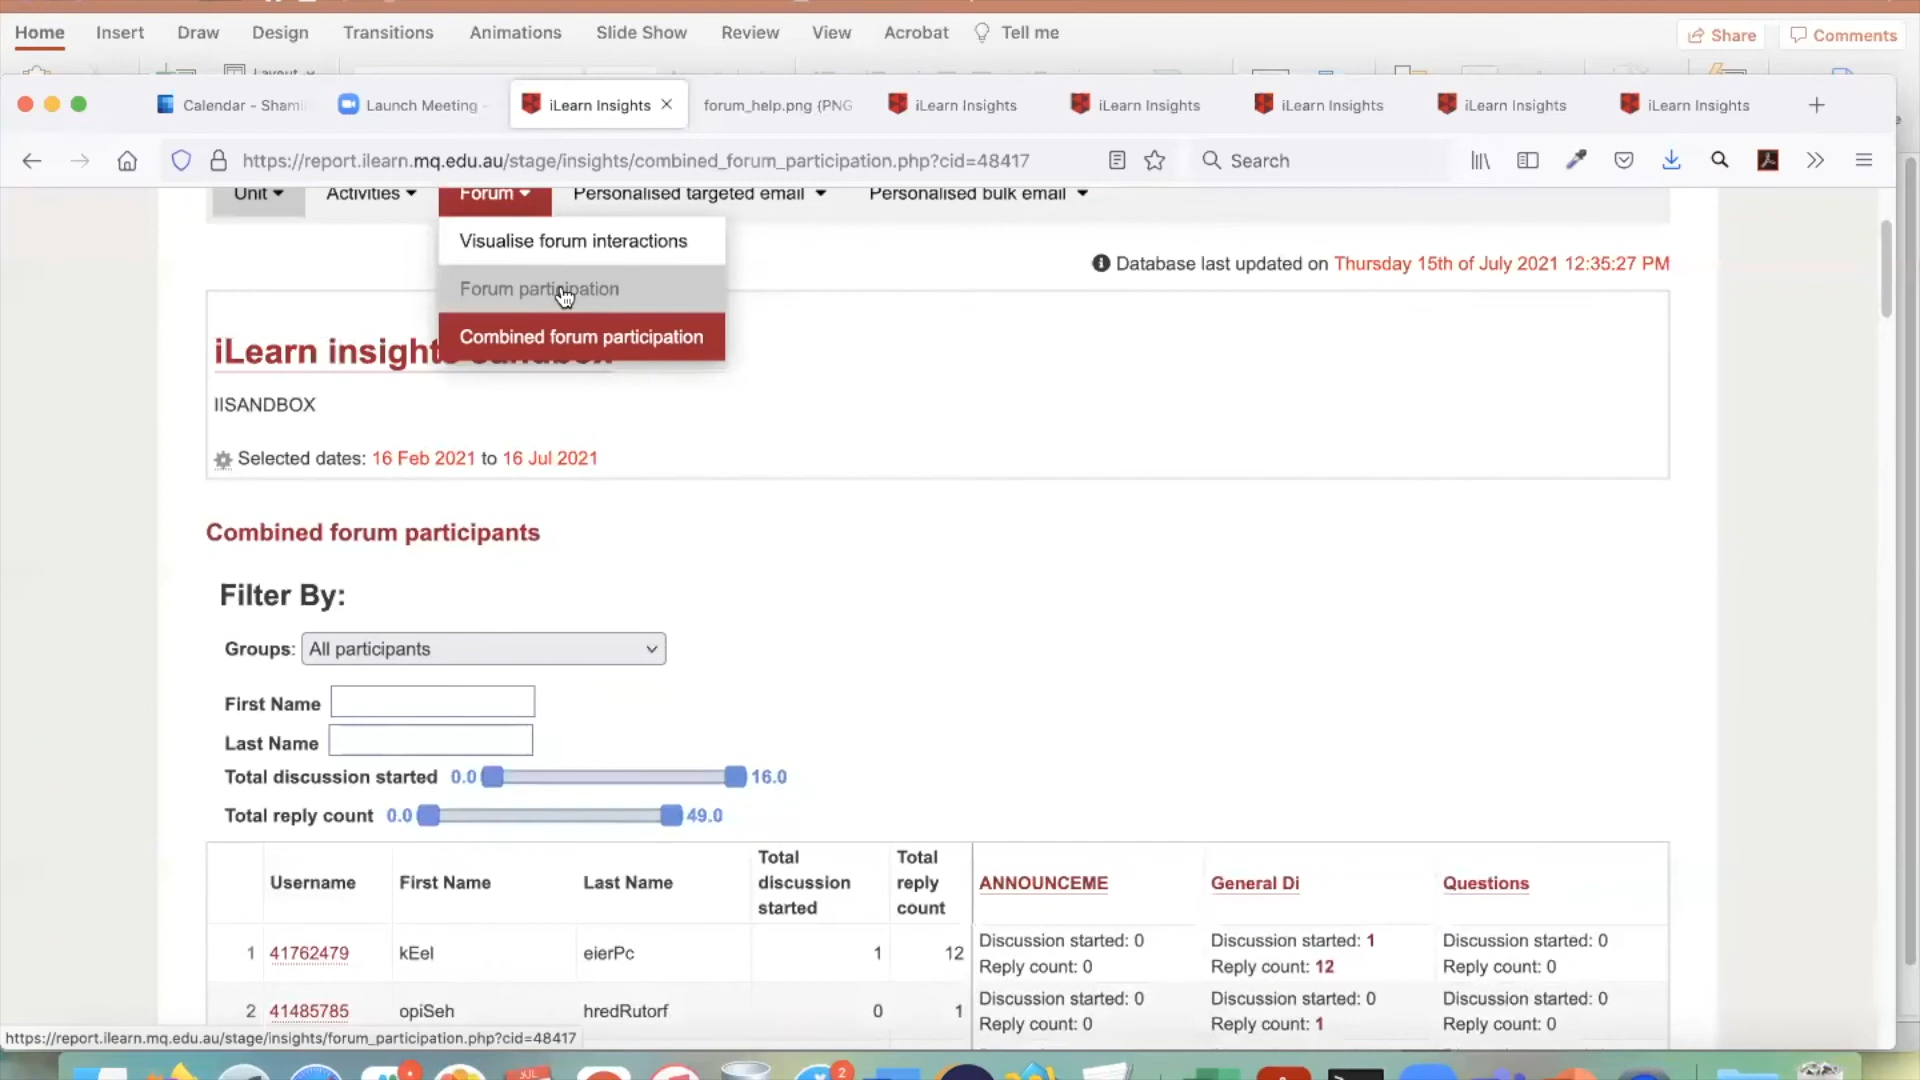 Home Insert Draw Design Transitions Animations Slide Show Review View Acrobat Tell me Share Comments
Calendar - Shami Launch Meeting - iLearn Insights forum_help.png (PNG iLearn Insights iLearn Insights iLearn Insights iLearn Insights iLearn Insights
https://report.ilearn.mq.edu.au/stage/insights/combined_forum_participation.php?cid=48417 Search
Unit Activities Forum Personalised targeted email Personalised bulk email
Visualise forum interactions
Database last updated on Thursday 15th of July 2021 12:35:27 PM
Forum participation
Combined forum participation
iLearn insights sandbox
IISANDBOX
Selected dates: 16 Feb 2021 to 16 Jul 2021
Combined forum participants
Filter By:
Groups: All participants
First Name
Last Name
Total discussion started 0.0 16.0
Total reply count 0.0 49.0
Username First Name Last Name Total discussion started Total reply count ANNOUNCEME General Di Questions
1 41762479 kEel eierPc 1 12 Discussion started: 0 Discussion started: 1 Discussion started: 0
Reply count: 0 Reply count: 12 Reply count: 0
2 41485785 opiSeh hredRutorf 0 1 Discussion started: 0 Discussion started: 0 Discussion started: 0
Reply count: 0 Reply count: 1 Reply count: 0
https://report.ilearn.mq.edu.au/stage/insights/forum_participation.php?cid=48417
JUL 2